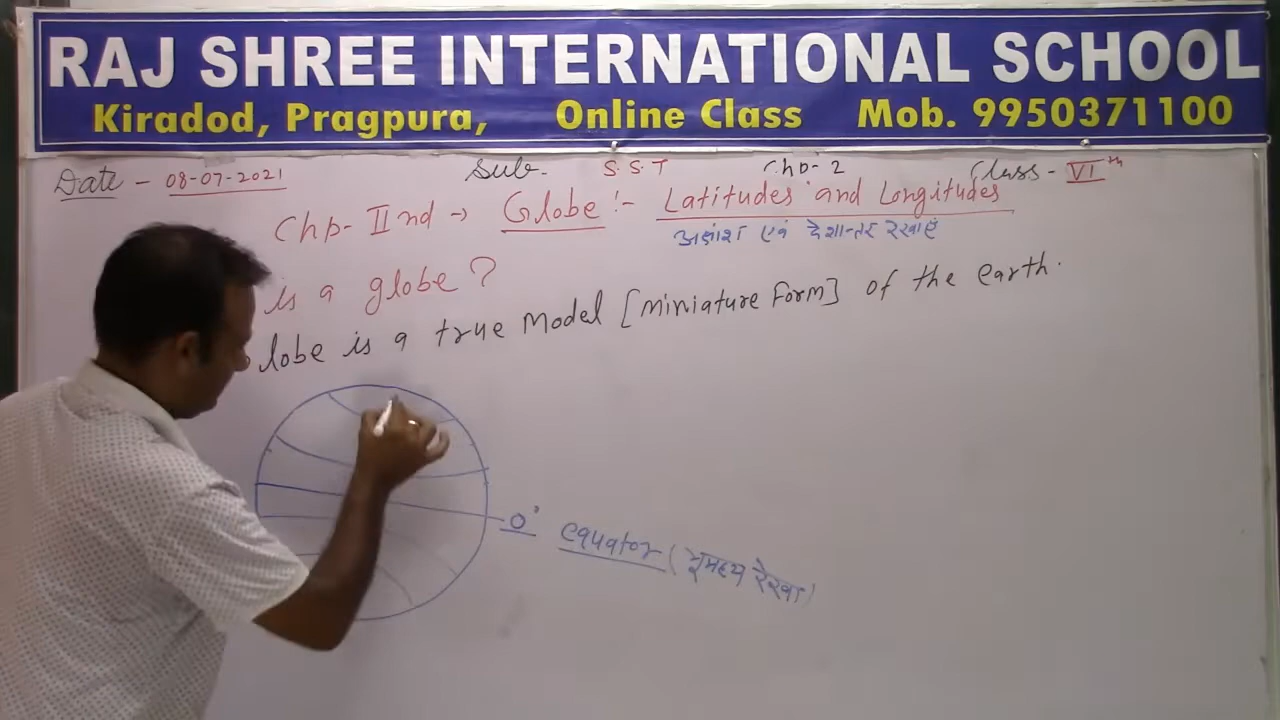 RAJ SHREE INTERNATIONAL SCHOOL
Kiradod, Pragpura, Online Class Mob. 9950371100
Date - 08-07-2021 Sub. S.S.T Chp-2 Class - VIth
Chp- IInd → Globe :- Latitudes and Longitudes
अक्षांश एवं देशान्तर रेखाएं
is a globe ?
lobe is a true Model [miniature Form] of the earth.
0° equator (भूमध्य रेखा)